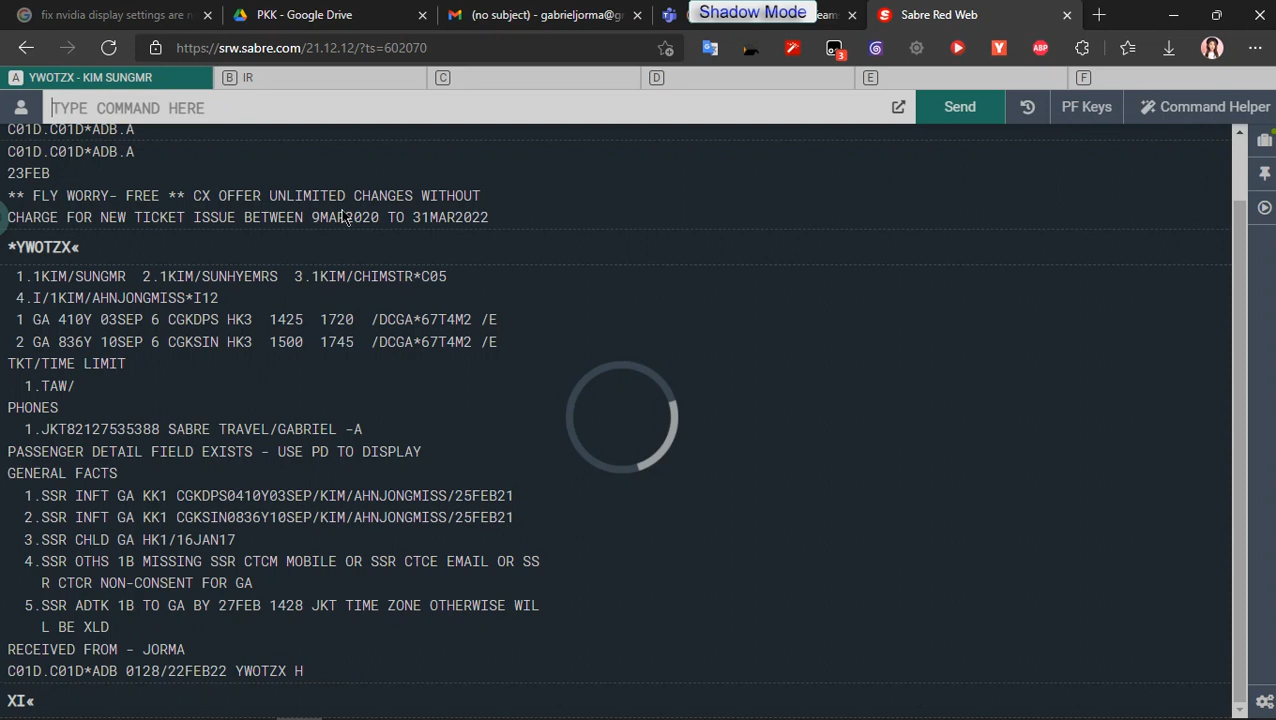 fix nvidia display settings are n
PKK - Google Drive
(no subject) - gabrieljorma@g
Shadow Mode
eams
Sabre Red Web
https://srw.sabre.com/21.12.12/?ts=602070
3
ABP
A YWOTZX - KIM SUNGMR
B IR
C
D
E
F
TYPE COMMAND HERE
Send
PF Keys
Command Helper
C01D.C01D*ADB.A
C01D.C01D*ADB.A
23FEB
** FLY WORRY- FREE ** CX OFFER UNLIMITED CHANGES WITHOUT
CHARGE FOR NEW TICKET ISSUE BETWEEN 9MAR2020 TO 31MAR2022
*YWOTZX«
1.1KIM/SUNGMR 2.1KIM/SUNHYEMRS 3.1KIM/CHIMSTR*C05
4.I/1KIM/AHNJONGMISS*I12
1 GA 410Y 03SEP 6 CGKDPS HK3 1425 1720 /DCGA*67T4M2 /E
2 GA 836Y 10SEP 6 CGKSIN HK3 1500 1745 /DCGA*67T4M2 /E
TKT/TIME LIMIT
1.TAW/
PHONES
1.JKT82127535388 SABRE TRAVEL/GABRIEL -A
PASSENGER DETAIL FIELD EXISTS - USE PD TO DISPLAY
GENERAL FACTS
1.SSR INFT GA KK1 CGKDPS0410Y03SEP/KIM/AHNJONGMISS/25FEB21
2.SSR INFT GA KK1 CGKSIN0836Y10SEP/KIM/AHNJONGMISS/25FEB21
3.SSR CHLD GA HK1/16JAN17
4.SSR OTHS 1B MISSING SSR CTCM MOBILE OR SSR CTCE EMAIL OR SS
R CTCR NON-CONSENT FOR GA
5.SSR ADTK 1B TO GA BY 27FEB 1428 JKT TIME ZONE OTHERWISE WIL
L BE XLD
RECEIVED FROM - JORMA
C01D.C01D*ADB 0128/22FEB22 YWOTZX H
XI«